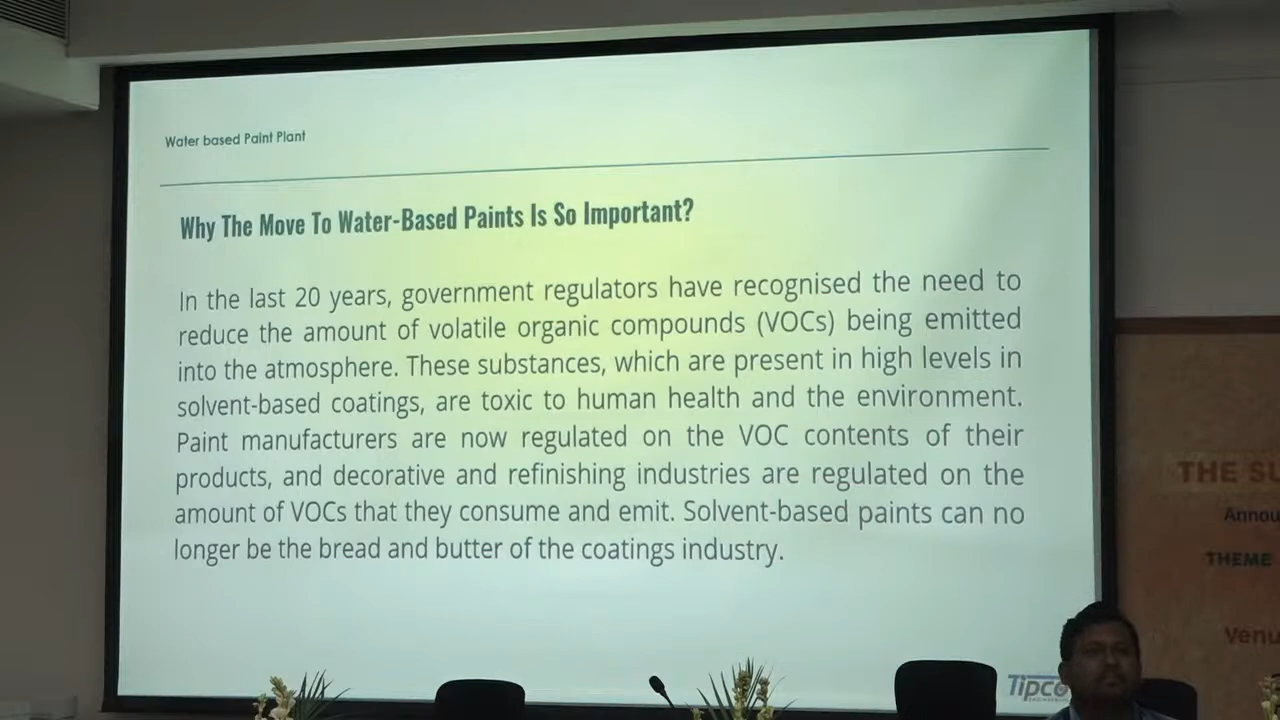 Water based Paint Plant
Why The Move To Water-Based Paints Is So Important?
In the last 20 years, government regulators have recognised the need to
reduce the amount of volatile organic compounds (VOCs) being emitted
into the atmosphere. These substances, which are present in high levels in
solvent-based coatings, are toxic to human health and the environment.
Paint manufacturers are now regulated on the VOC contents of their
products, and decorative and refinishing industries are regulated on the
amount of VOCs that they consume and emit. Solvent-based paints can no
longer be the bread and butter of the coatings industry.
Tipco
THE SU
Annou
THEME
Venu